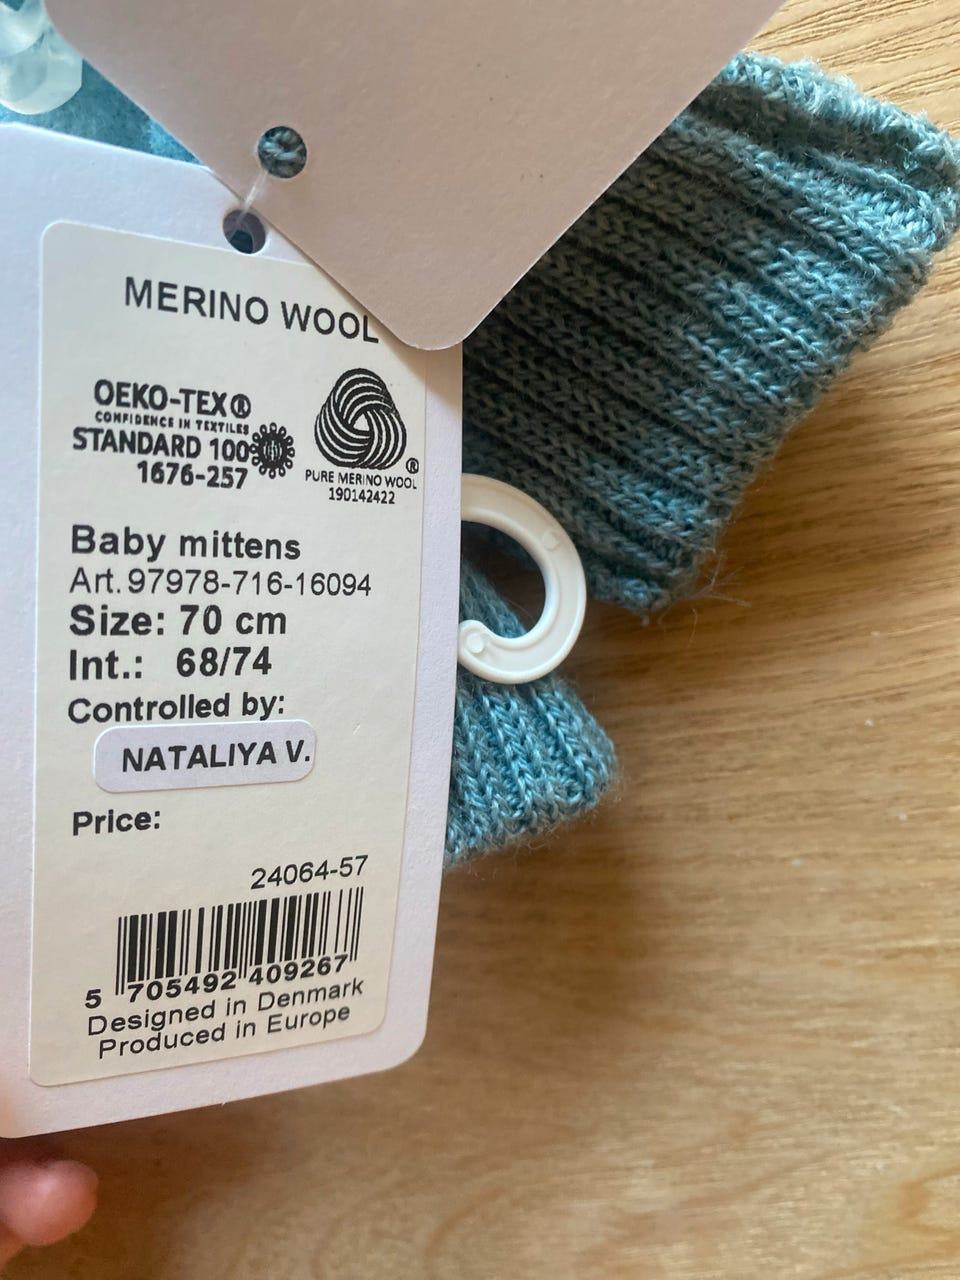 MERINO WOOL
OEKO-TEX®
CONFIDENCE IN TEXTILES
STANDARD 100
1676-257
®
PURE MERINO WOOL
190142422
Baby mittens
Art. 97978-716-16094
Size: 70 cm
Int.: 68/74
Controlled by:
NATALIYA V.
Price:
24064-57
5 705492 409267
Designed in Denmark
Produced in Europe